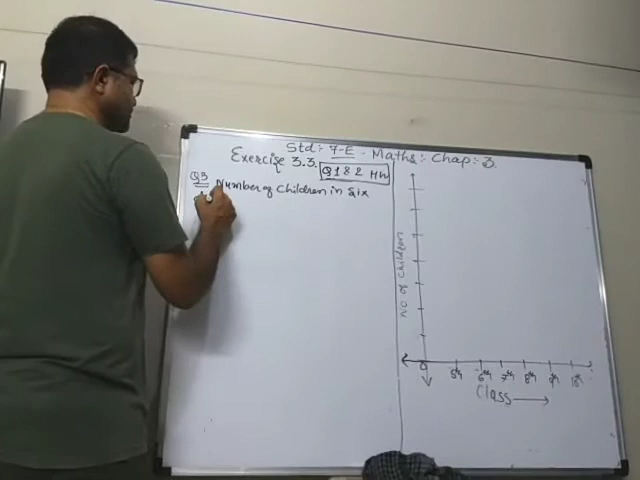 Std:- 7-E - Maths:- Chap:- 3.
Exercise 3.3. Q1 & 2 HW
Q3 Number of Children in Six
No of children
0 5th 6th 7th 8th 9th 10th
Class